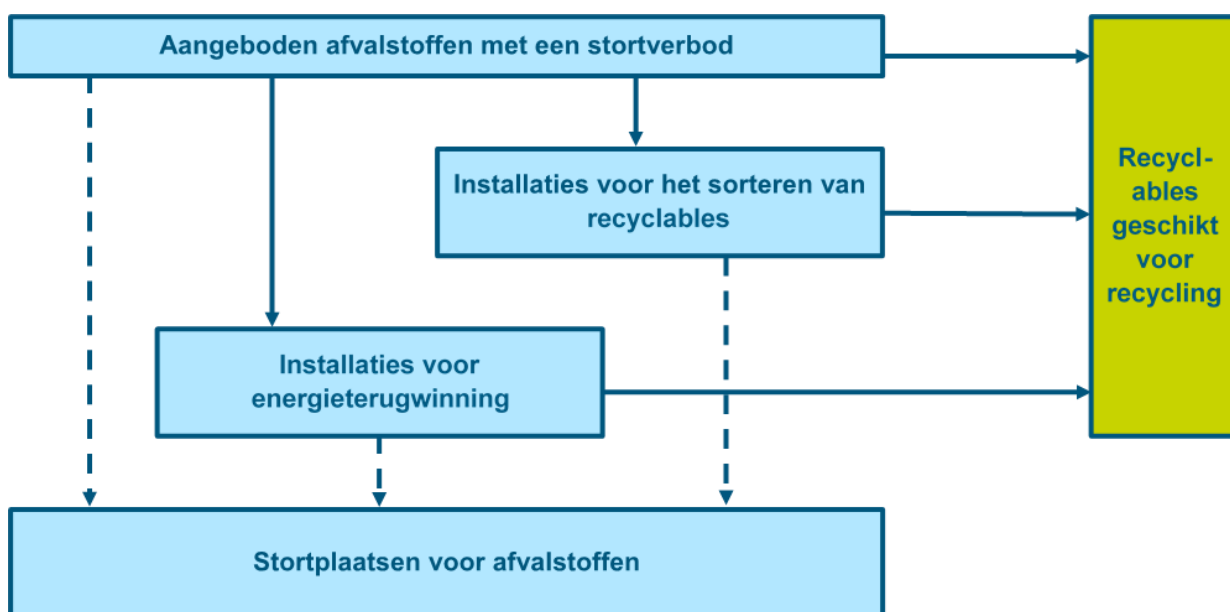 Aangeboden afvalstoffen met een stortverbod
Installaties voor het sorteren van
recyclables
Recycl-
ables
geschikt
voor
recycling
Installaties voor
energieterugwinning
Stortplaatsen voor afvalstoffen